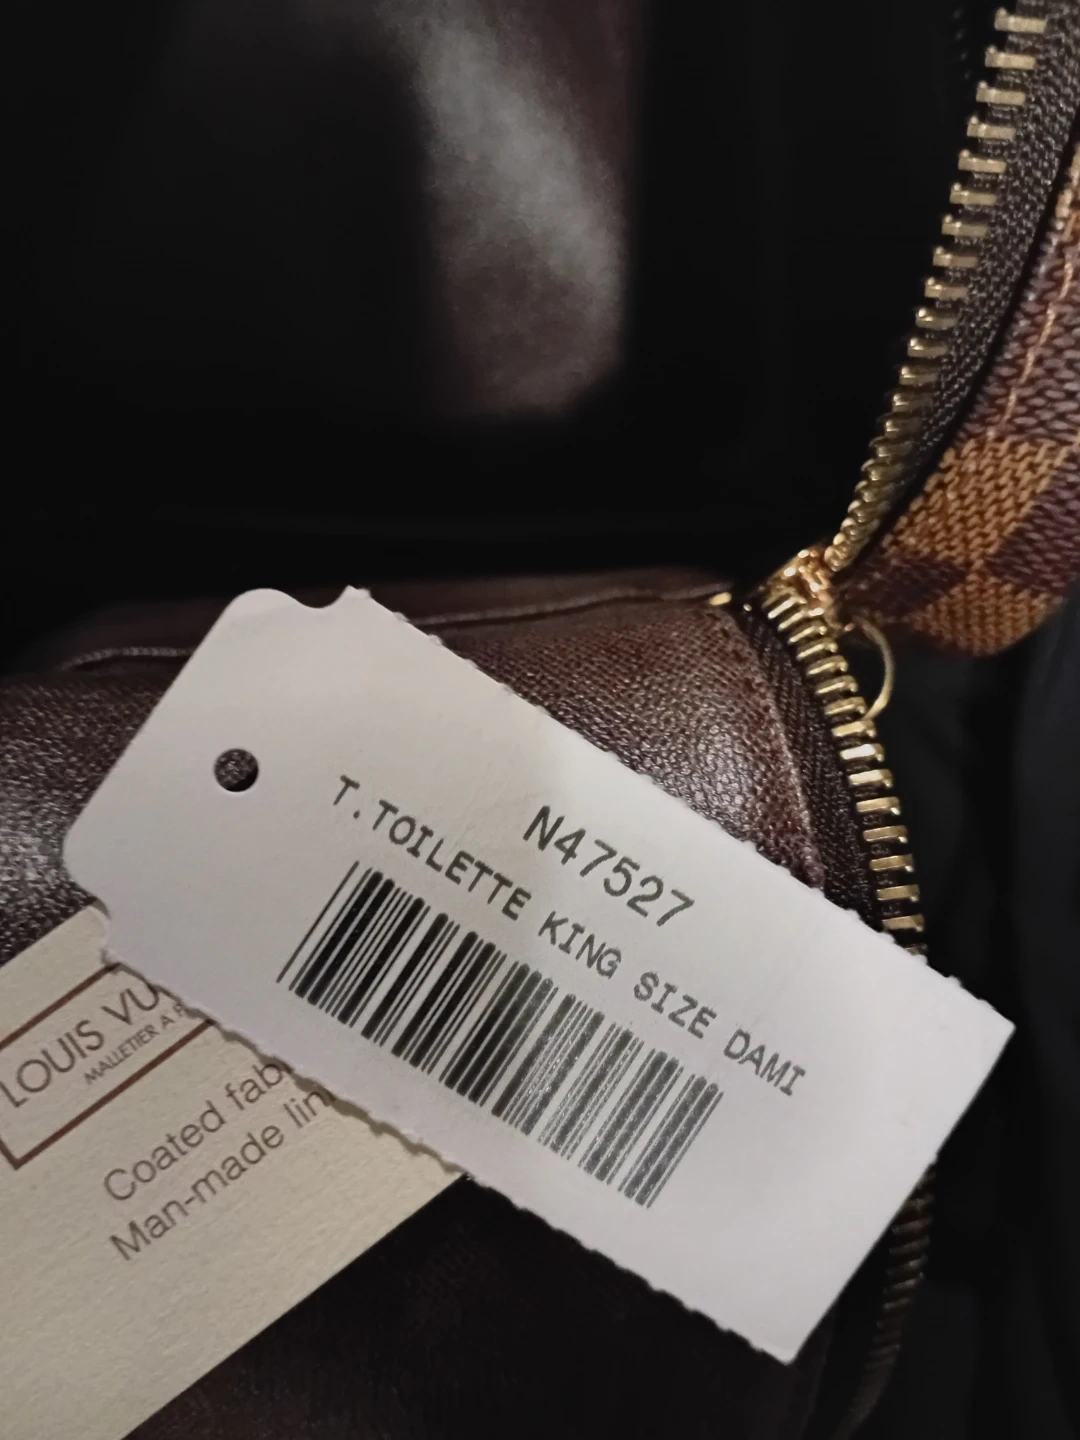 N47527
T.TOILETTE KING SIZE DAMI
LOUIS VU
MALLETIER A
Coated fab
Man-made lin